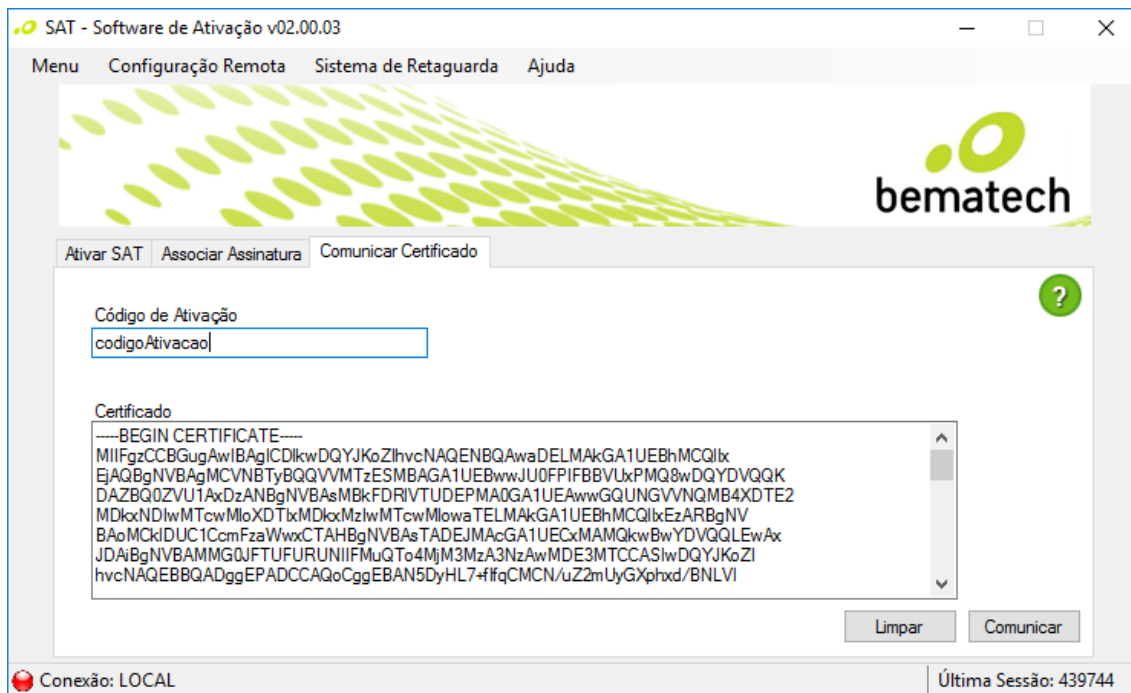 SAT - Software de Ativação v02.00.03
Menu Configuração Remota Sistema de Retaguarda Ajuda
bematech
Ativar SAT Associar Assinatura Comunicar Certificado
?
Código de Ativação
codigoAtivacao
Certificado
-----BEGIN CERTIFICATE-----
MIIFgzCCBGugAwIBAgICDlkwDQYJKoZIhvcNAQENBQAwaDELMAkGA1UEBhMCQlIx
EjAQBgNVBAgMCVNBTyBQQVVMTzESMBAGA1UEBwwJU0FPIFBBVUxPMQ8wDQYDVQQK
DAZBQ0ZVU1AxDzANBgNVBAsMBkFDRlVTUDEPMA0GA1UEAwwGQUNGVVNQMB4XDTE2
MDkxNDIwMTcwMloXDTIxMDkxMzIwMTcwMlowaTELMAkGA1UEBhMCQlIxEzARBgNV
BAoMCklDUC1CcmFzaWwxCTAHBgNVBAsTADEJMAcGA1UECxMAMQkwBwYDVQQLEwAx
JDAiBgNVBAMMG0JFTUFURUNIIFMuQTo4MjM3MzA3NzAwMDE3MTCCASIwDQYJKoZI
hvcNAQEBBQADggEPADCCAQoCggEBAN5DyHL7+fIfqCMCN/uZ2mUyGXphxd/BNLVI
Limpar Comunicar
Conexão: LOCAL Última Sessão: 439744